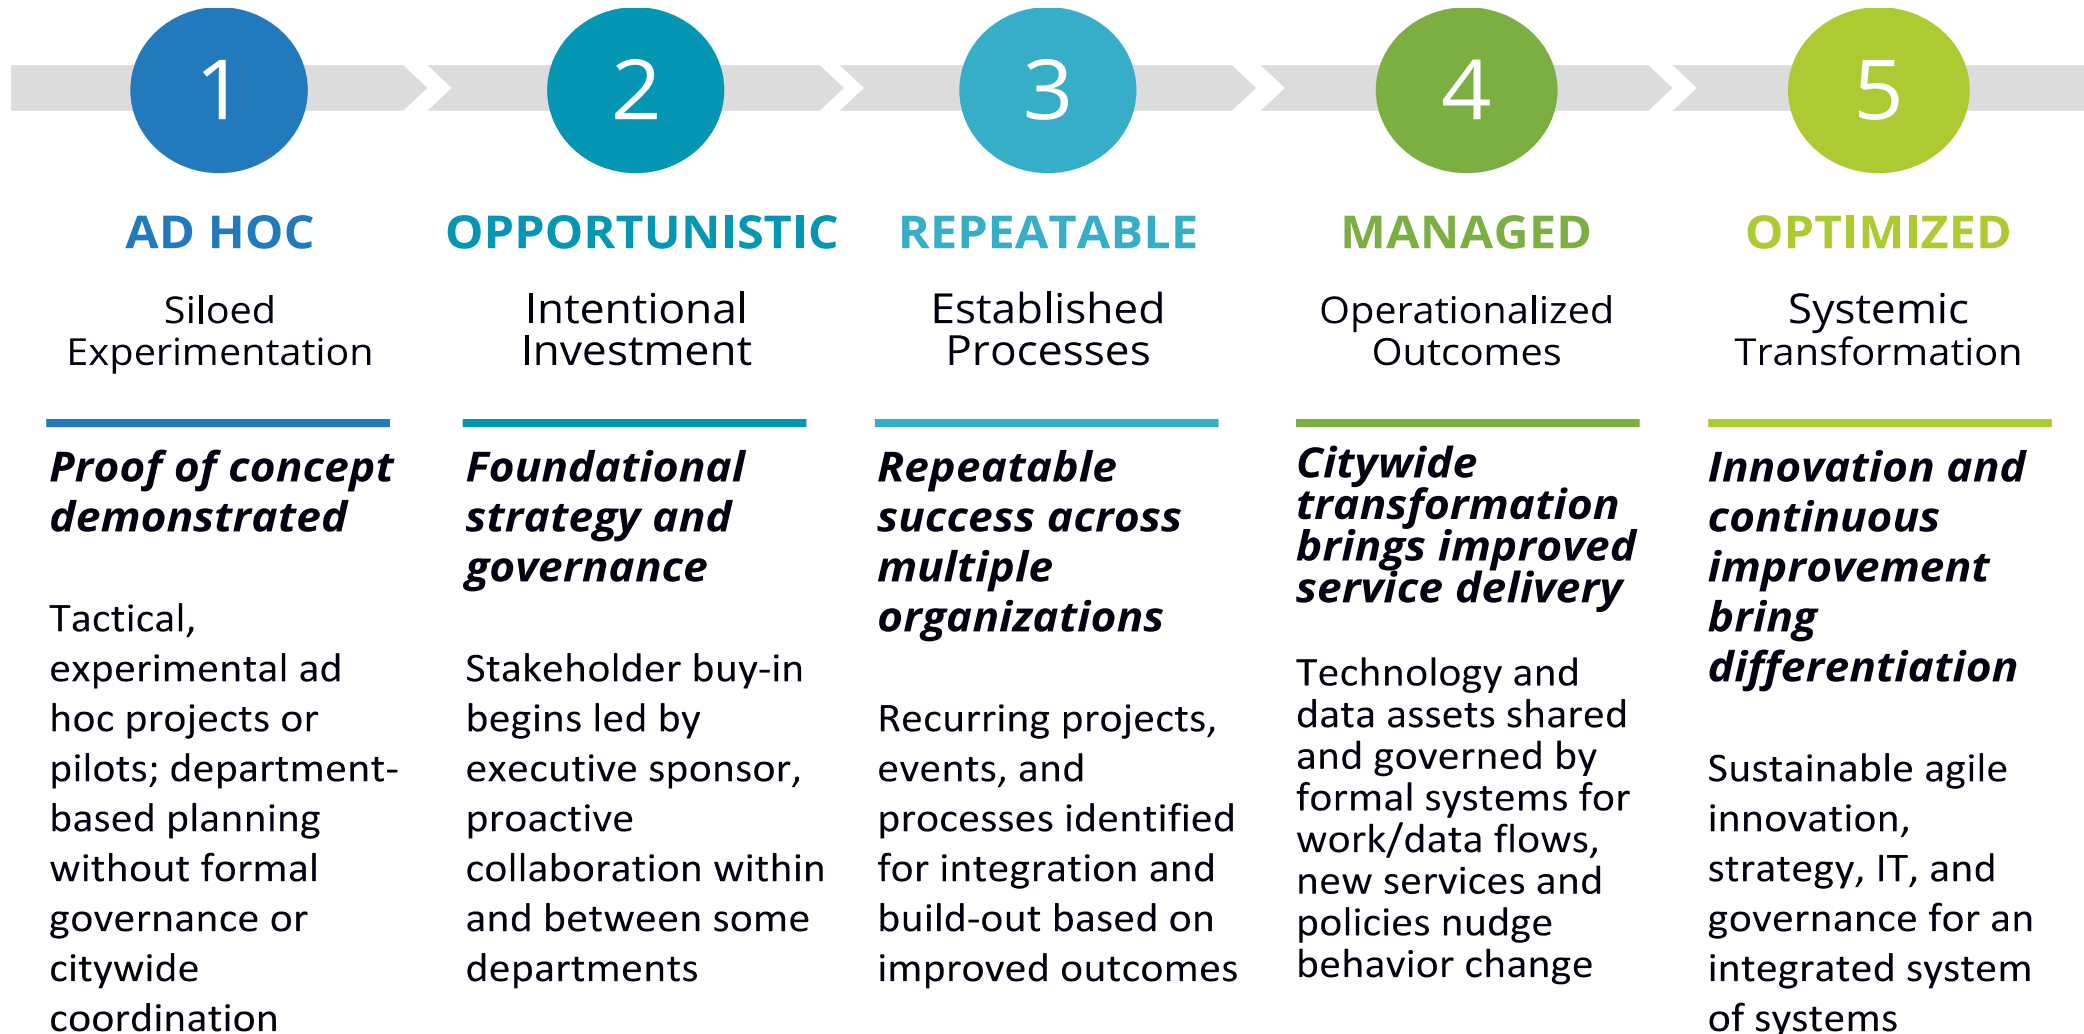 1
AD HOC
Siloed
Experimentation
Proof of concept
demonstrated
Tactical,
experimental ad
hoc projects or
pilots; department-
based planning
without formal
governance or
citywide
coordination
2
OPPORTUNISTIC
Intentional
Investment
Foundational
strategy and
governance
Stakeholder buy-in
begins led by
executive sponsor,
proactive
collaboration within
and between some
departments
3
REPEATABLE
Established
Processes
Repeatable
success across
multiple
organizations
Recurring projects,
events, and
processes identified
for integration and
build-out based on
improved outcomes
4
MANAGED
Operationalized
Outcomes
Citywide
transformation
brings improved
service delivery
Technology and
data assets shared
and governed by
formal systems for
work/data flows,
new services and
policies nudge
behavior change
5
OPTIMIZED
Systemic
Transformation
Innovation and
continuous
improvement
bring
differentiation
Sustainable agile
innovation,
strategy, IT, and
governance for an
integrated system
of systems